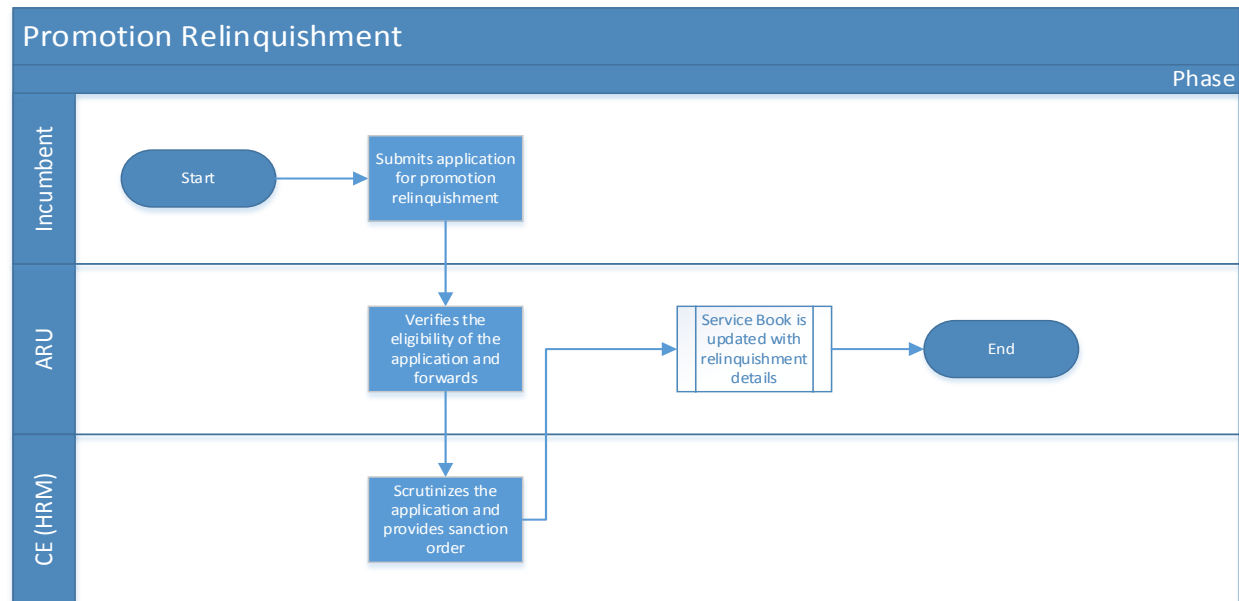 Promotion Relinquishment
Phase
Incumbent
Start
Submits application
for promotion
relinquishment
ARU
Verifies the
eligibility of the
application and
forwards
Service Book is
updated with
relinquishment
details
End
CE (HRM)
Scrutinizes the
application and
provides sanction
order